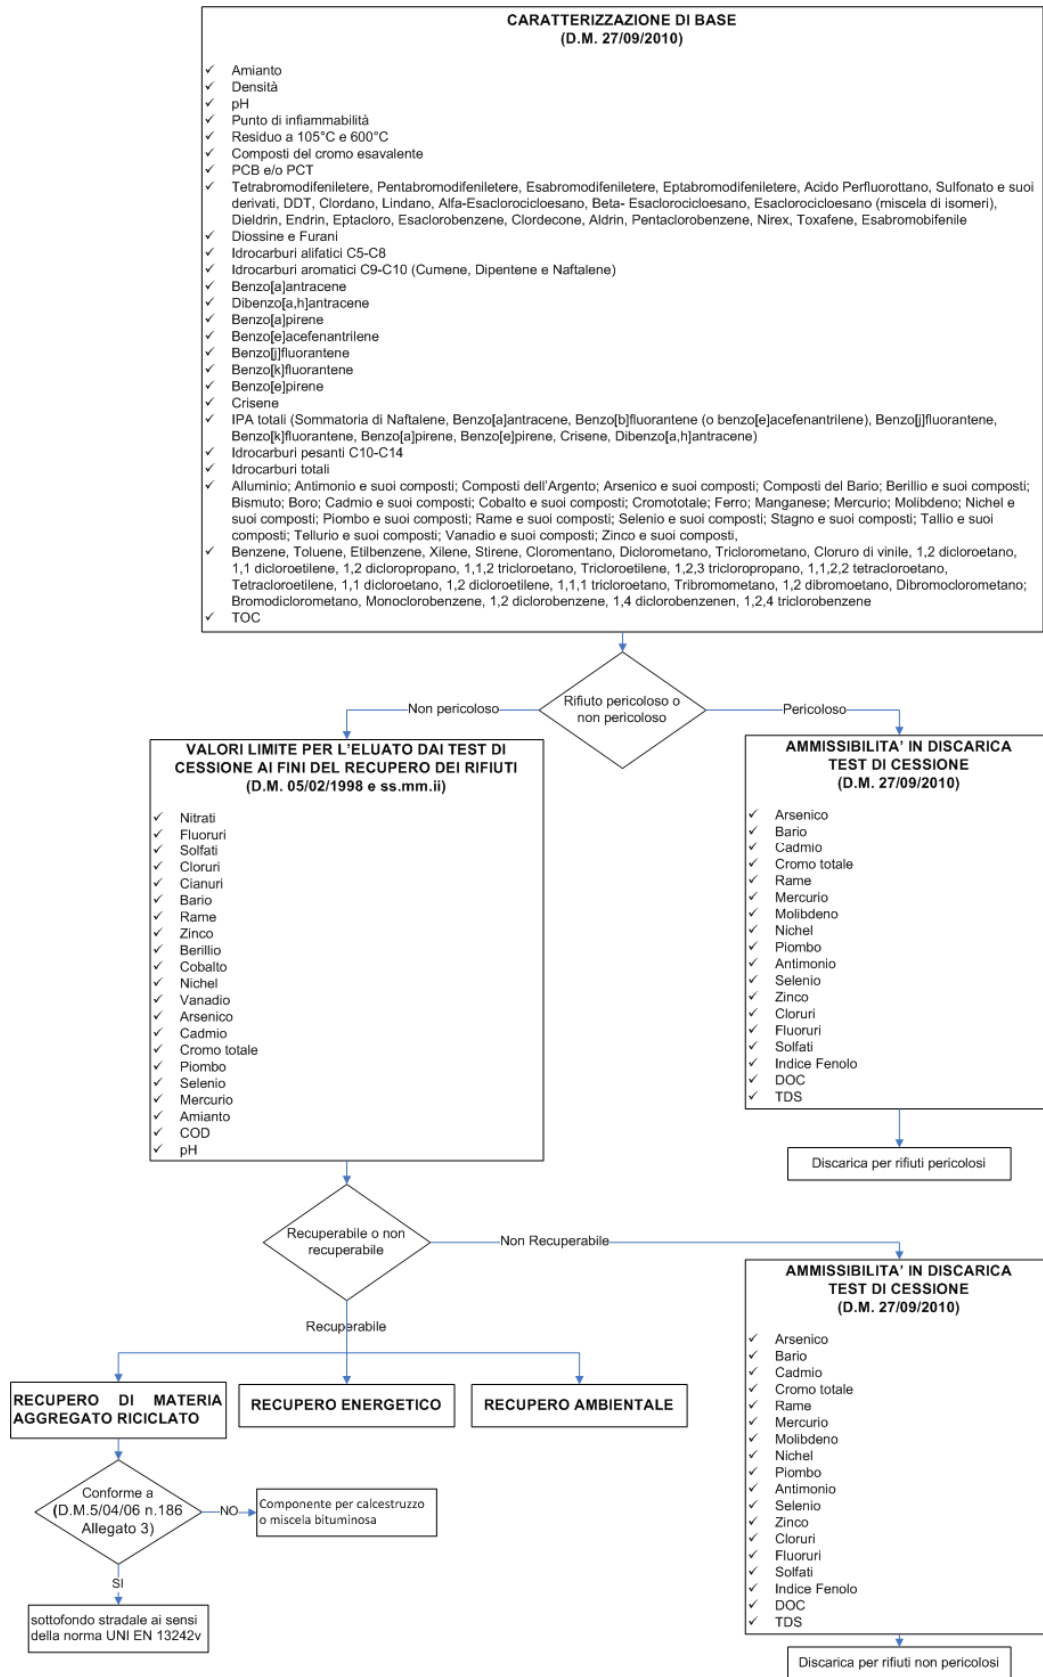 CARATTERIZZAZIONE DI BASE
(D.M. 27/09/2010)
✓ Amianto
✓ Densità
✓ pH
✓ Punto di infiammabilità
✓ Residuo a 105°C e 600°C
✓ Composti del cromo esavalente
✓ PCB e/o PCT
✓ Tetrabromodifeniletere, Pentabromodifeniletere, Esabromodifeniletere, Eptabromodifeniletere, Acido Perfluorottano, Sulfonato e suoi
derivati, DDT, Clordano, Lindano, Alfa-Esaclorocicloesano, Beta- Esaclorocicloesano, Esaclorocicloesano (miscela di isomeri),
Dieldrin, Endrin, Eptacloro, Esaclorobenzene, Clordecone, Aldrin, Pentaclorobenzene, Nirex, Toxafene, Esabromobifenile
✓ Diossine e Furani
✓ Idrocarburi alifatici C5-C8
✓ Idrocarburi aromatici C9-C10 (Cumene, Dipentene e Naftalene)
✓ Benzo[a]antracene
✓ Dibenzo[a,h]antracene
✓ Benzo[a]pirene
✓ Benzo[e]acefenantrilene
✓ Benzo[j]fluorantene
✓ Benzo[k]fluorantene
✓ Benzo[e]pirene
✓ Crisene
✓ IPA totali (Sommatoria di Naftalene, Benzo[a]antracene, Benzo[b]fluorantene (o benzo[e]acefenantrilene), Benzo[j]fluorantene,
Benzo[k]fluorantene, Benzo[a]pirene, Benzo[e]pirene, Crisene, Dibenzo[a,h]antracene)
✓ Idrocarburi pesanti C10-C14
✓ Idrocarburi totali
✓ Alluminio; Antimonio e suoi composti; Composti dell'Argento; Arsenico e suoi composti; Composti del Bario; Berillio e suoi composti;
Bismuto; Boro; Cadmio e suoi composti; Cobalto e suoi composti; Cromototale; Ferro; Manganese; Mercurio; Molibdeno; Nichel e
suoi composti; Piombo e suoi composti; Rame e suoi composti; Selenio e suoi composti; Stagno e suoi composti; Tallio e suoi
composti; Tellurio e suoi composti; Vanadio e suoi composti; Zinco e suoi composti,
✓ Benzene, Toluene, Etilbenzene, Xilene, Stirene, Cloromentano, Diclorometano, Triclorometano, Cloruro di vinile, 1,2 dicloroetano,
1,1 dicloroetilene, 1,2 dicloropropano, 1,1,2 tricloroetano, Tricloroetilene, 1,2,3 tricloropropano, 1,1,2,2 tetracloroetano,
Tetracloroetilene, 1,1 dicloroetano, 1,2 dicloroetilene, 1,1,1 tricloroetano, Tribromometano, 1,2 dibromoetano, Dibromoclorometano;
Bromodiclorometano, Monoclorobenzene, 1,2 diclorobenzene, 1,4 diclorobenzenen, 1,2,4 triclorobenzene
✓ TOC
Rifiuto pericoloso o
non pericoloso
Non pericoloso
Pericoloso
VALORI LIMITE PER L'ELUATO DAI TEST DI
CESSIONE AI FINI DEL RECUPERO DEI RIFIUTI
(D.M. 05/02/1998 e ss.mm.ii)
✓ Nitrati
✓ Fluoruri
✓ Solfati
✓ Cloruri
✓ Cianuri
✓ Bario
✓ Rame
✓ Zinco
✓ Berillio
✓ Cobalto
✓ Nichel
✓ Vanadio
✓ Arsenico
✓ Cadmio
✓ Cromo totale
✓ Piombo
✓ Selenio
✓ Mercurio
✓ Amianto
✓ COD
✓ pH
AMMISSIBILITA' IN DISCARICA
TEST DI CESSIONE
(D.M. 27/09/2010)
✓ Arsenico
✓ Bario
✓ Cadmio
✓ Cromo totale
✓ Rame
✓ Mercurio
✓ Molibdeno
✓ Nichel
✓ Piombo
✓ Antimonio
✓ Selenio
✓ Zinco
✓ Cloruri
✓ Fluoruri
✓ Solfati
✓ Indice Fenolo
✓ DOC
✓ TDS
Discarica per rifiuti pericolosi
Recuperabile o non
recuperabile
Non Recuperabile
Recuperabile
AMMISSIBILITA' IN DISCARICA
TEST DI CESSIONE
(D.M. 27/09/2010)
✓ Arsenico
✓ Bario
✓ Cadmio
✓ Cromo totale
✓ Rame
✓ Mercurio
✓ Molibdeno
✓ Nichel
✓ Piombo
✓ Antimonio
✓ Selenio
✓ Zinco
✓ Cloruri
✓ Fluoruri
✓ Solfati
✓ Indice Fenolo
✓ DOC
✓ TDS
Discarica per rifiuti non pericolosi
RECUPERO DI MATERIA
AGGREGATO RICICLATO
RECUPERO ENERGETICO
RECUPERO AMBIENTALE
Conforme a
(D.M.5/04/06 n.186
Allegato 3)
NO
Componente per calcestruzzo
o miscela bituminosa
SI
sottofondo stradale ai sensi
della norma UNI EN 13242v